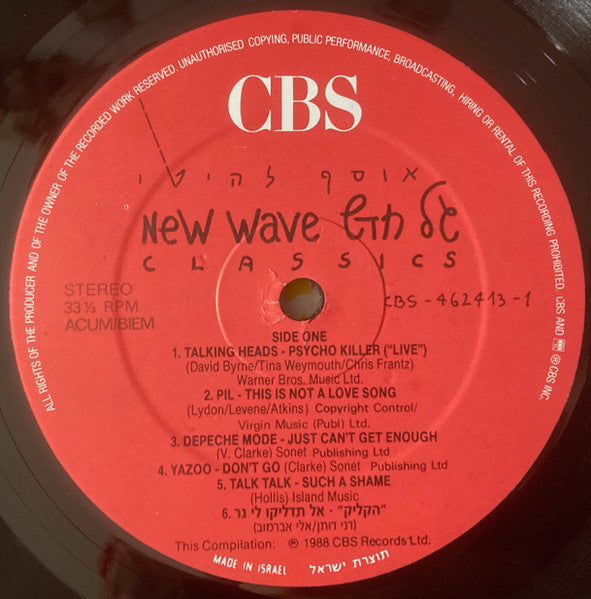 ALL RIGHTS OF THE PRODUCER AND OF THE OWNER OF THE RECORDED WORK RESERVED. UNAUTHORISED COPYING, PUBLIC PERFORMANCE, BROADCASTING, HIRING OR RENTAL OF THIS RECORDING PROHIBITED. CBS AND ® CBS INC.
CBS
אוסף להיטי
New wave גל חדש
CLASSICS
STEREO
33 ⅓ RPM
ACUM/BIEM
CBS - 462413-1
SIDE ONE
1. TALKING HEADS - PSYCHO KILLER ("LIVE")
(David Byrne/Tina Weymouth/Chris Frantz)
Warner Bros. Music Ltd.
2. PIL - THIS IS NOT A LOVE SONG
(Lydon/Levene/Atkins) Copyright Control/
Virgin Music (Publ) Ltd.
3. DEPECHE MODE - JUST CAN'T GET ENOUGH
(V. Clarke) Sonet Publishing Ltd
4. YAZOO - DON'T GO (Clarke) Sonet Publishing Ltd
5. TALK TALK - SUCH A SHAME
(Hollis) Island Music
6. "הקליק" - אל תדליקו לי נר
(דני דותן/אלי אברמוב)
This Compilation: ℗ 1988 CBS Records Ltd.
MADE IN ISRAEL תוצרת ישראל